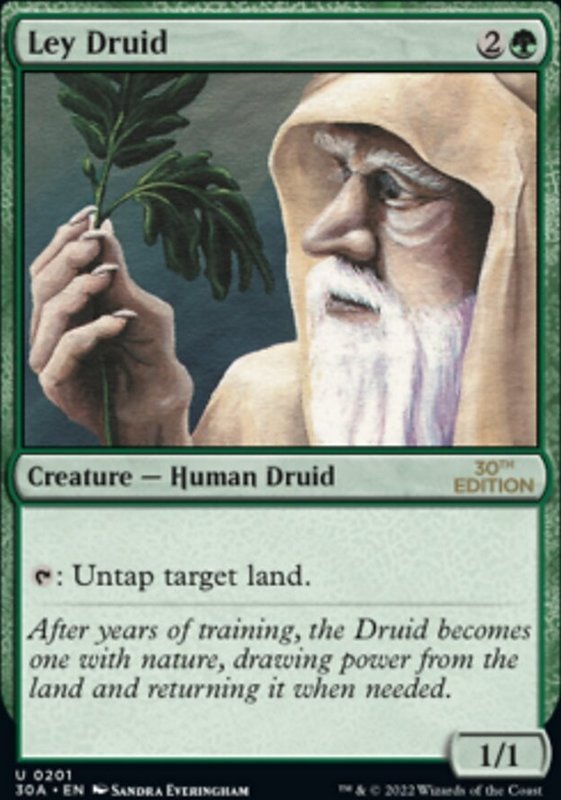 Ley Druid 2
Creature — Human Druid
30TH
EDITION
: Untap target land.
After years of training, the Druid becomes
one with nature, drawing power from the
land and returning it when needed.
1/1
U 0201
30A • EN SANDRA EVERINGHAM
™ & © 2022 Wizards of the Coast